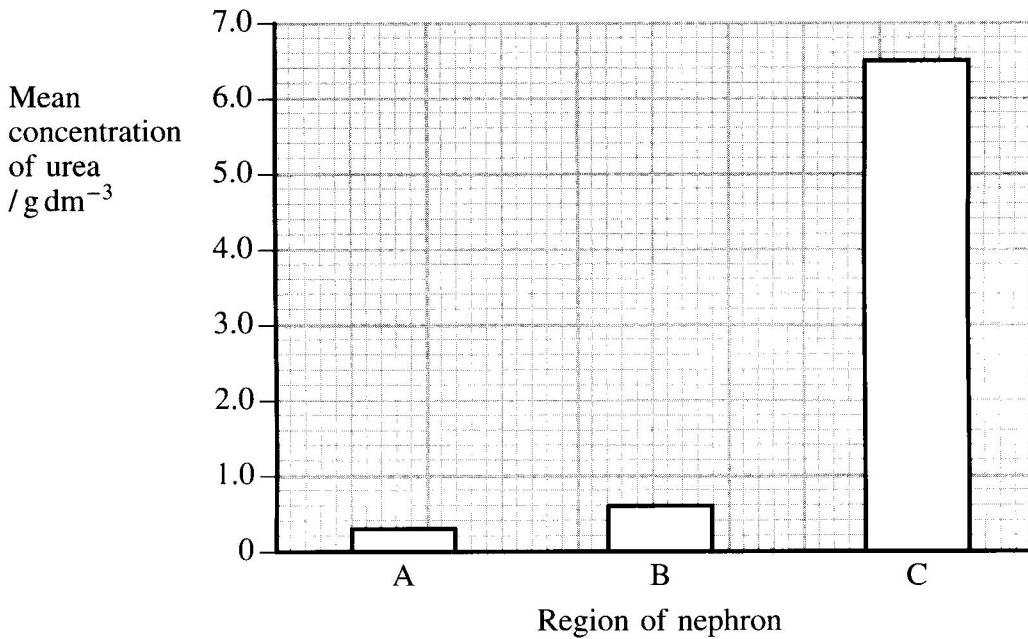 7.0
Mean
concentration
of urea
/ g dm−3
6.0
5.0
4.0
3.0
2.0
1.0
0
A B C
Region of nephron